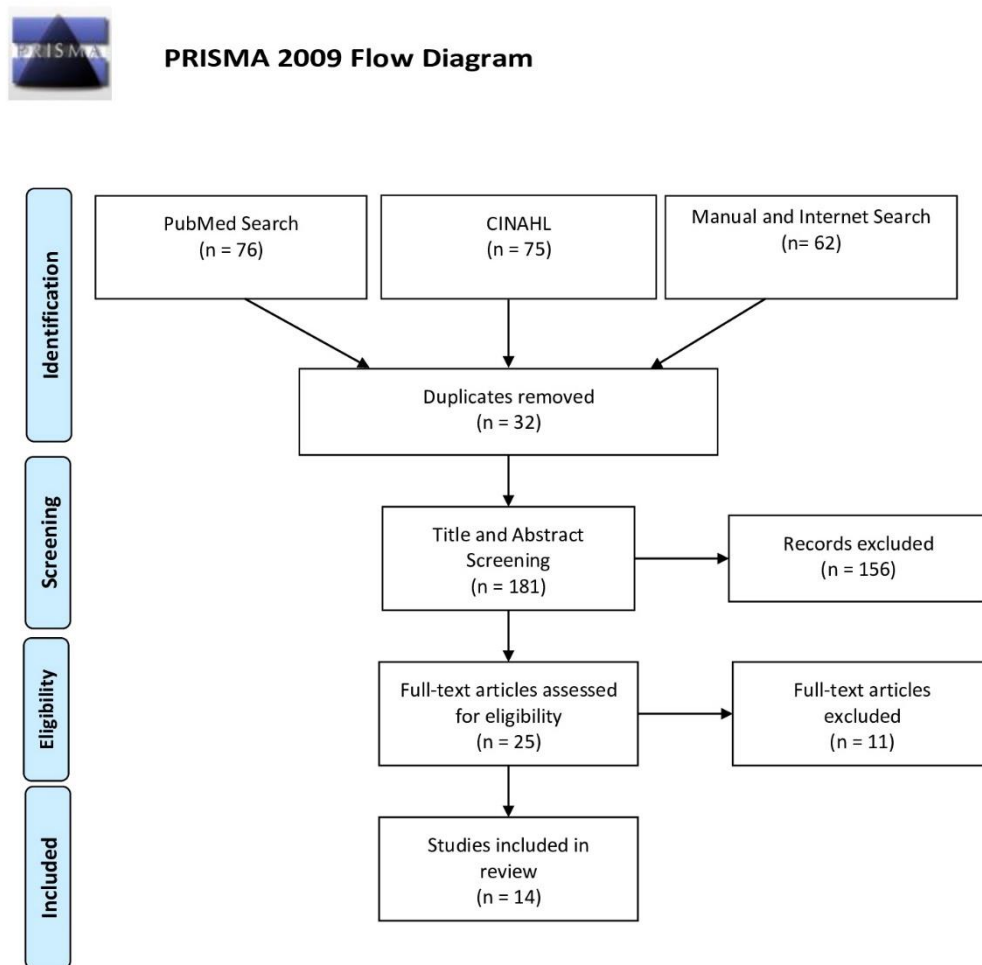 PRISMA
PRISMA 2009 Flow Diagram
Identification
PubMed Search
(n = 76)
CINAHL
(n = 75)
Manual and Internet Search
(n= 62)
Duplicates removed
(n = 32)
Screening
Title and Abstract
Screening
(n = 181)
Records excluded
(n = 156)
Eligibility
Full-text articles assessed
for eligibility
(n = 25)
Full-text articles
excluded
(n = 11)
Included
Studies included in
review
(n = 14)